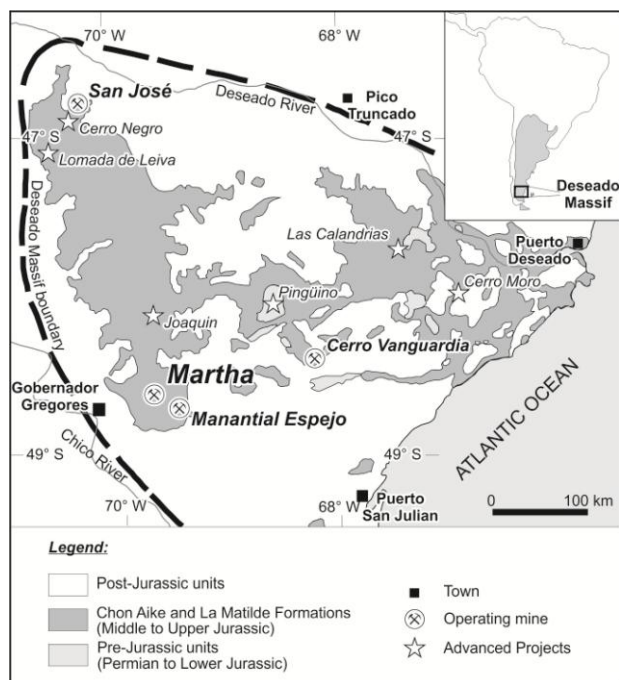 70° W
68° W
San José
Deseado River
Pico
Truncado
47° S
Cerro Negro
47° S
Lomada de Leiva
Deseado
Massif
Deseado Massif boundary
Las Calandrias
Puerto
Deseado
Pingüino
Cerro Moro
Joaquin
Cerro Vanguardia
Martha
Gobernador
Gregores
Manantial Espejo
ATLANTIC OCEAN
Chico River
49° S
49° S
70° W
68° W
Puerto
San Julian
0
100 km
Legend:
Post-Jurassic units
Town
Chon Aike and La Matilde Formations
(Middle to Upper Jurassic)
Operating mine
Pre-Jurassic units
(Permian to Lower Jurassic)
Advanced Projects